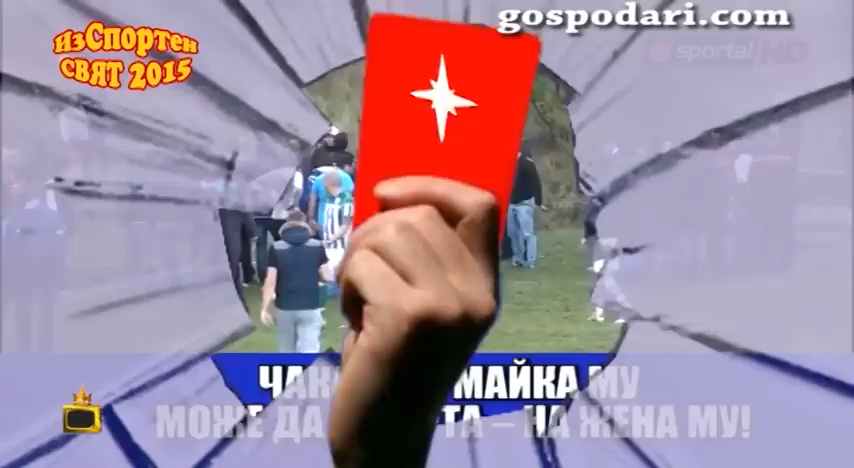 gospodari.com
ИзСпортен
СВЯТ 2015
sportal HD
МАЙКА МУ
МОЖЕ ДА – НА ЖЕНА МУ!